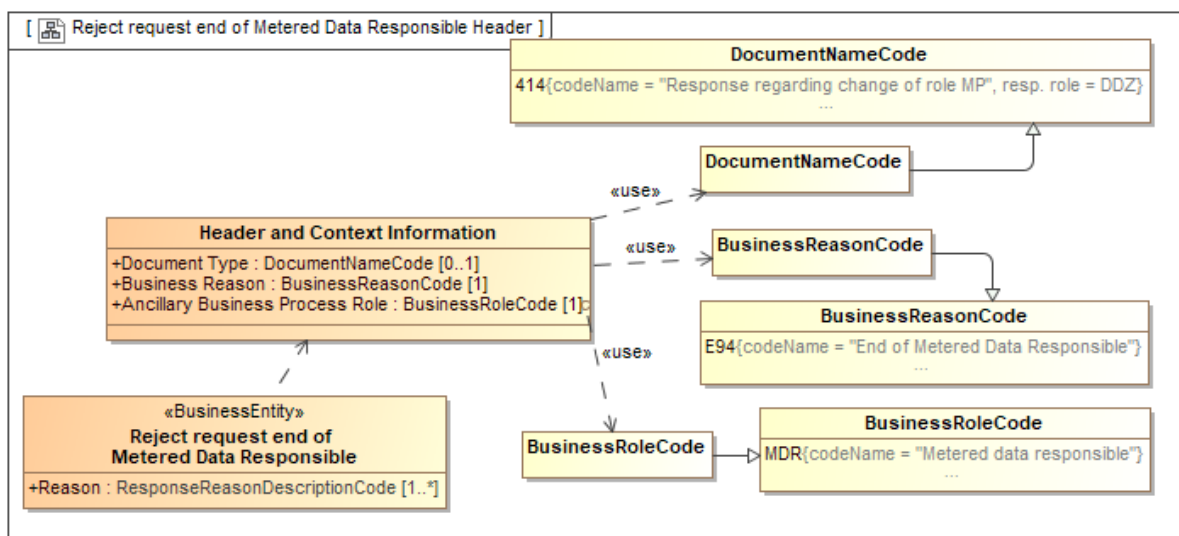 [ Reject request end of Metered Data Responsible Header ]
DocumentNameCode
414{codeName = "Response regarding change of role MP", resp. role = DDZ}
...
DocumentNameCode
«use»
Header and Context Information
+Document Type : DocumentNameCode [0..1]
+Business Reason : BusinessReasonCode [1]
+Ancillary Business Process Role : BusinessRoleCode [1]
«use»
BusinessReasonCode
BusinessReasonCode
E94{codeName = "End of Metered Data Responsible"}
...
«use»
«BusinessEntity»
Reject request end of
Metered Data Responsible
+Reason : ResponseReasonDescriptionCode [1..*]
BusinessRoleCode
BusinessRoleCode
MDR{codeName = "Metered data responsible"}
...